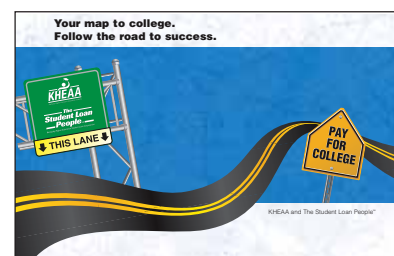 Your map to college.
Follow the road to success.
KHEAA
The
Student Loan
People
THIS LANE
PAY
FOR
COLLEGE
KHEAA and The Student Loan People